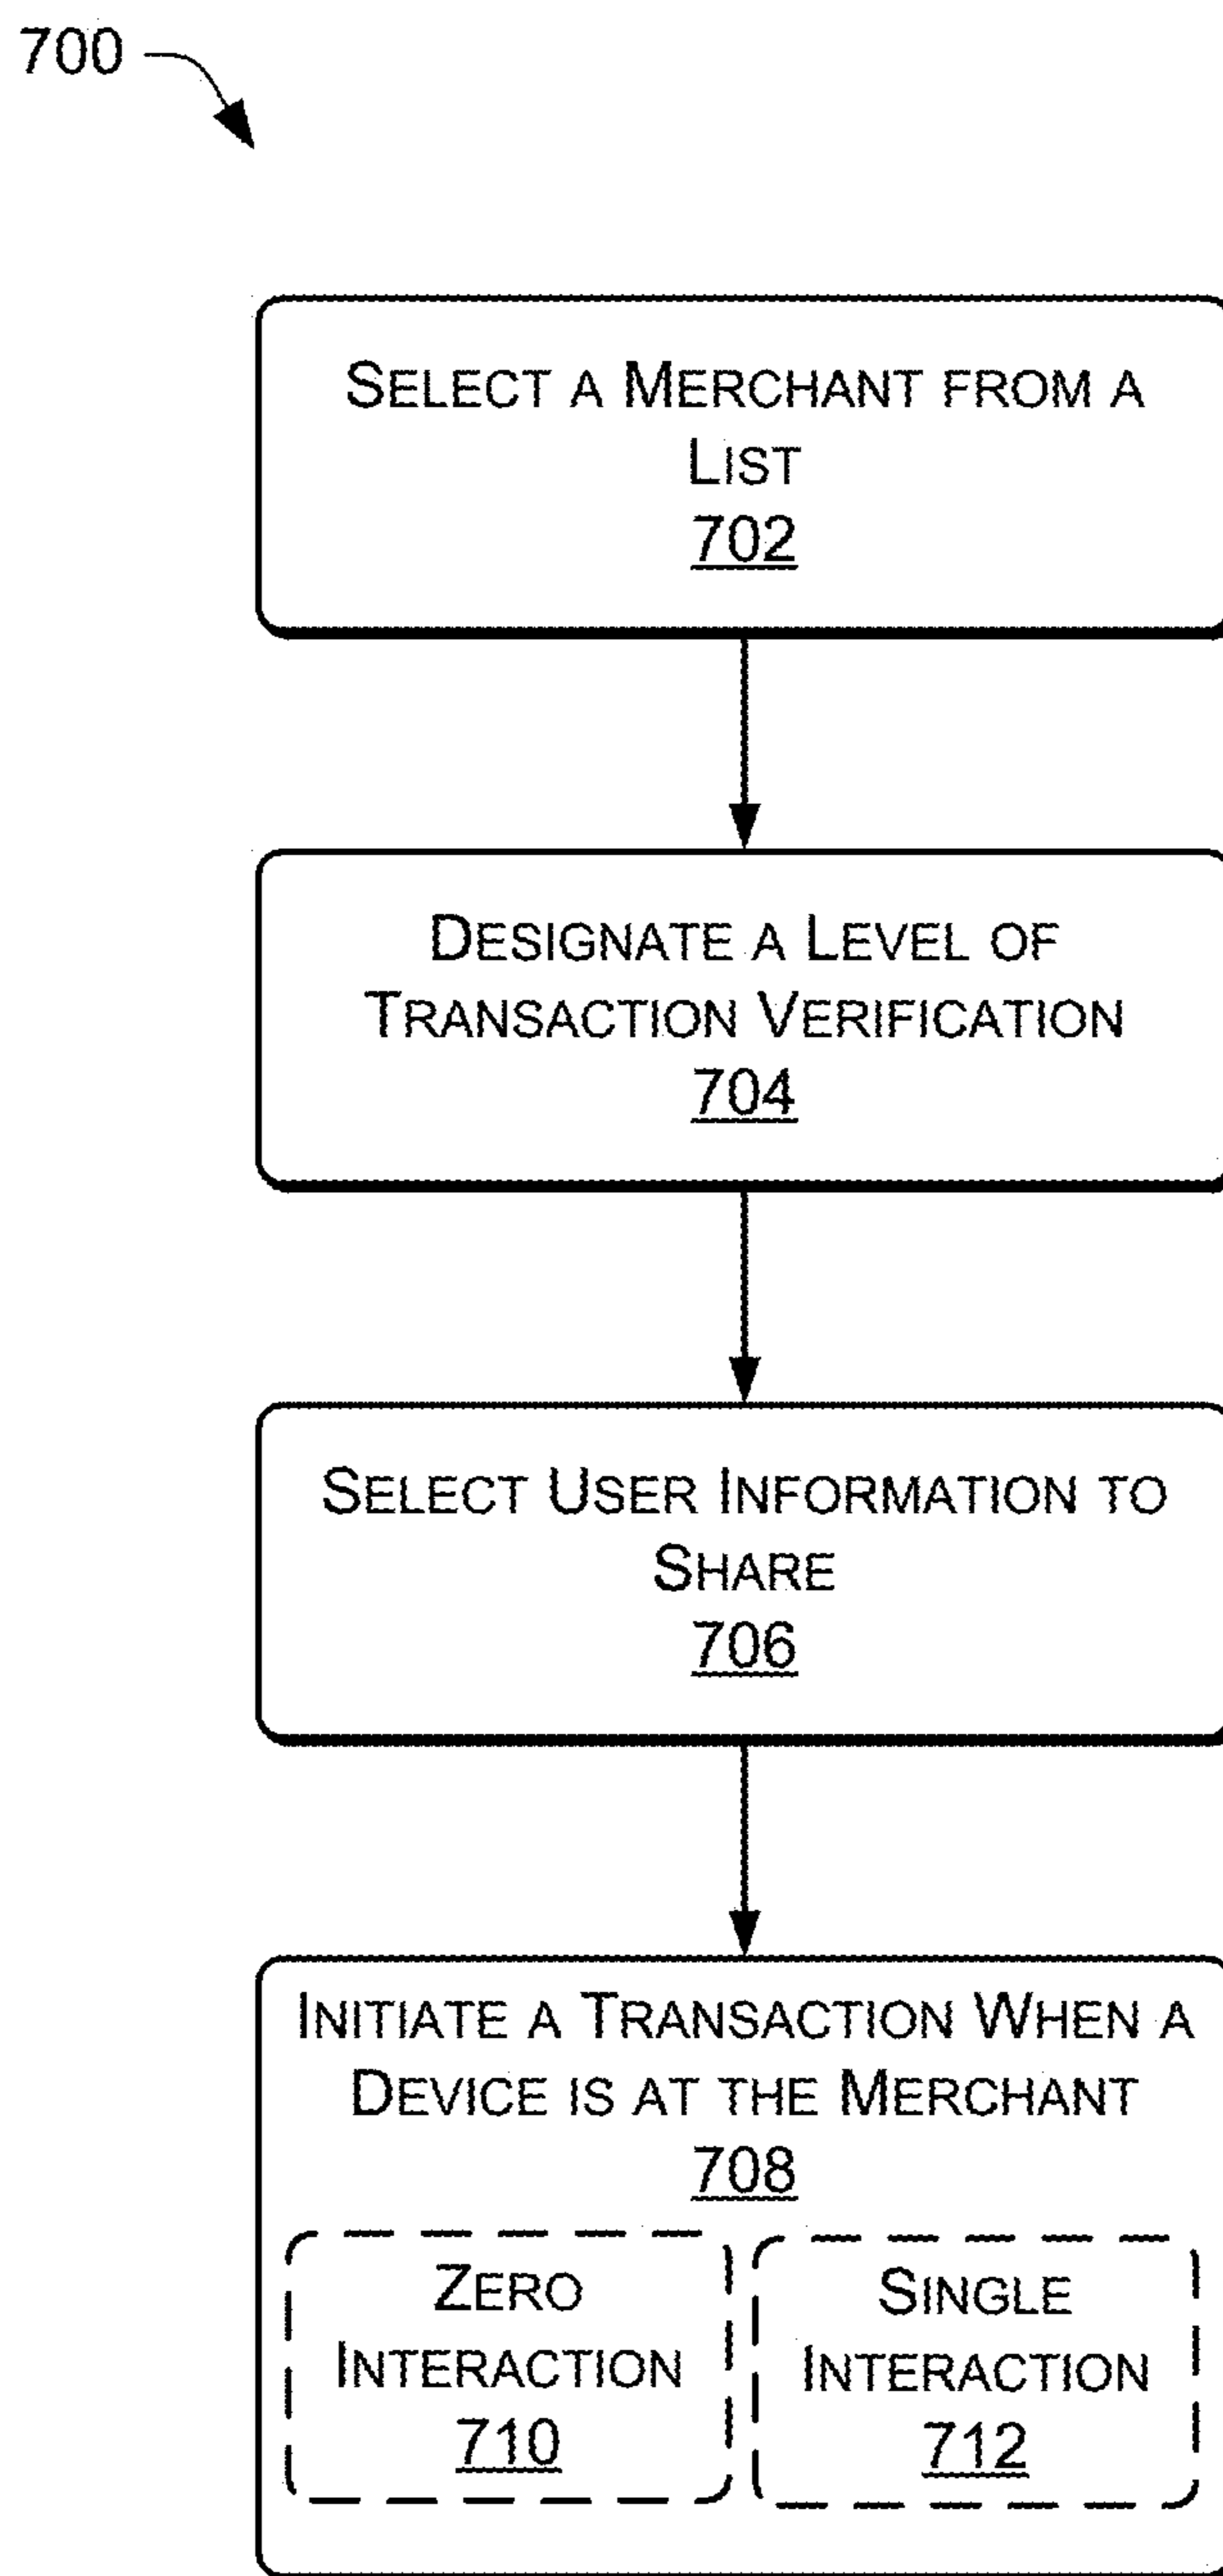 700
SELECT A MERCHANT FROM A
LIST
702
DESIGNATE A LEVEL OF
TRANSACTION VERIFICATION
704
SELECT USER INFORMATION TO
SHARE
706
INITIATE A TRANSACTION WHEN A
DEVICE IS AT THE MERCHANT
708
ZERO
INTERACTION
710
SINGLE
INTERACTION
712